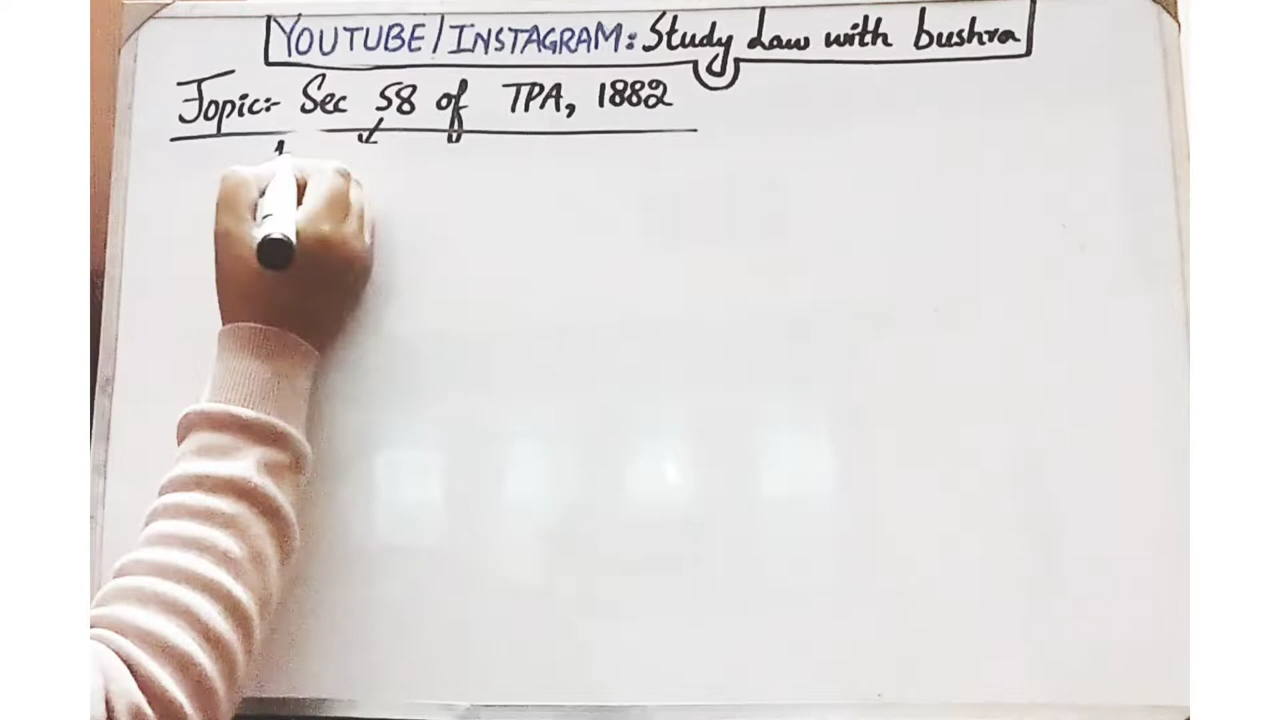 YOUTUBE/INSTAGRAM: Study Law with bushra
Topic:- Sec 58 of TPA, 1882